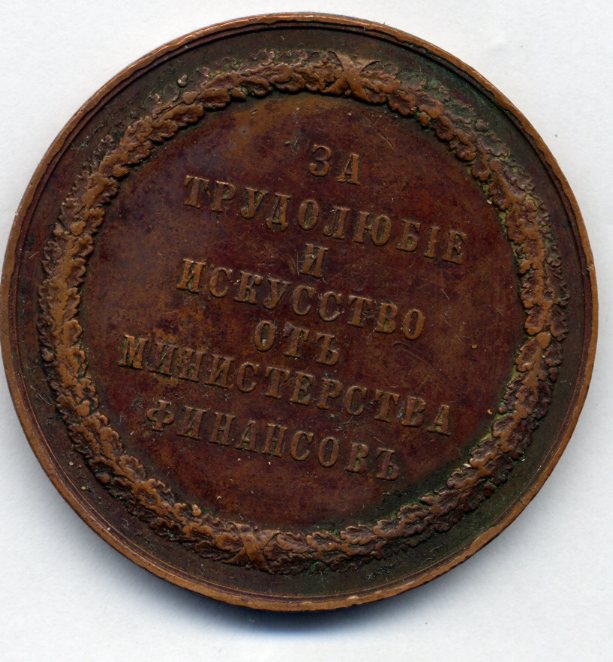 ЗА
ТРУДОЛЮБІЕ
И
ИСКУССТВО
ОТЪ
МИНИСТЕРСТВА
ФИНАНСОВЪ